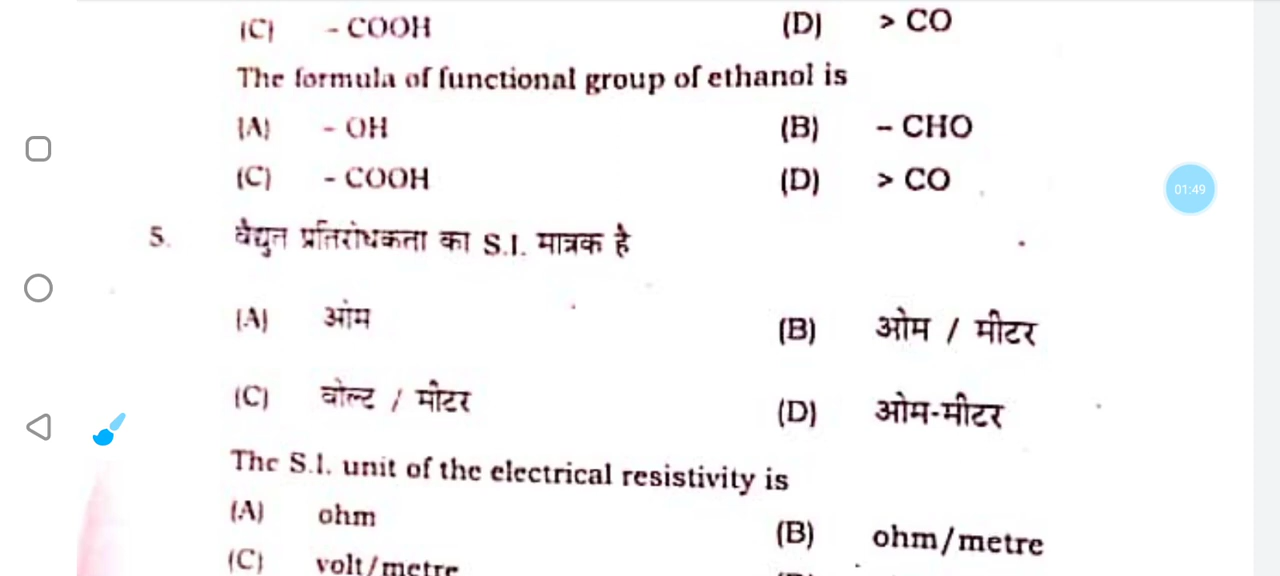 (C) - COOH (D) > CO
The formula of functional group of ethanol is
(A) - OH (B) – CHO
(C) - COOH (D) > CO
01:49
5. वैद्युत प्रतिरोधकता का S.I. मात्रक है
(A) ओम (B) ओम / मीटर
(C) वोल्ट / मीटर (D) ओम-मीटर
The S.I. unit of the electrical resistivity is
(A) ohm (B) ohm/metre
(C) volt/metre